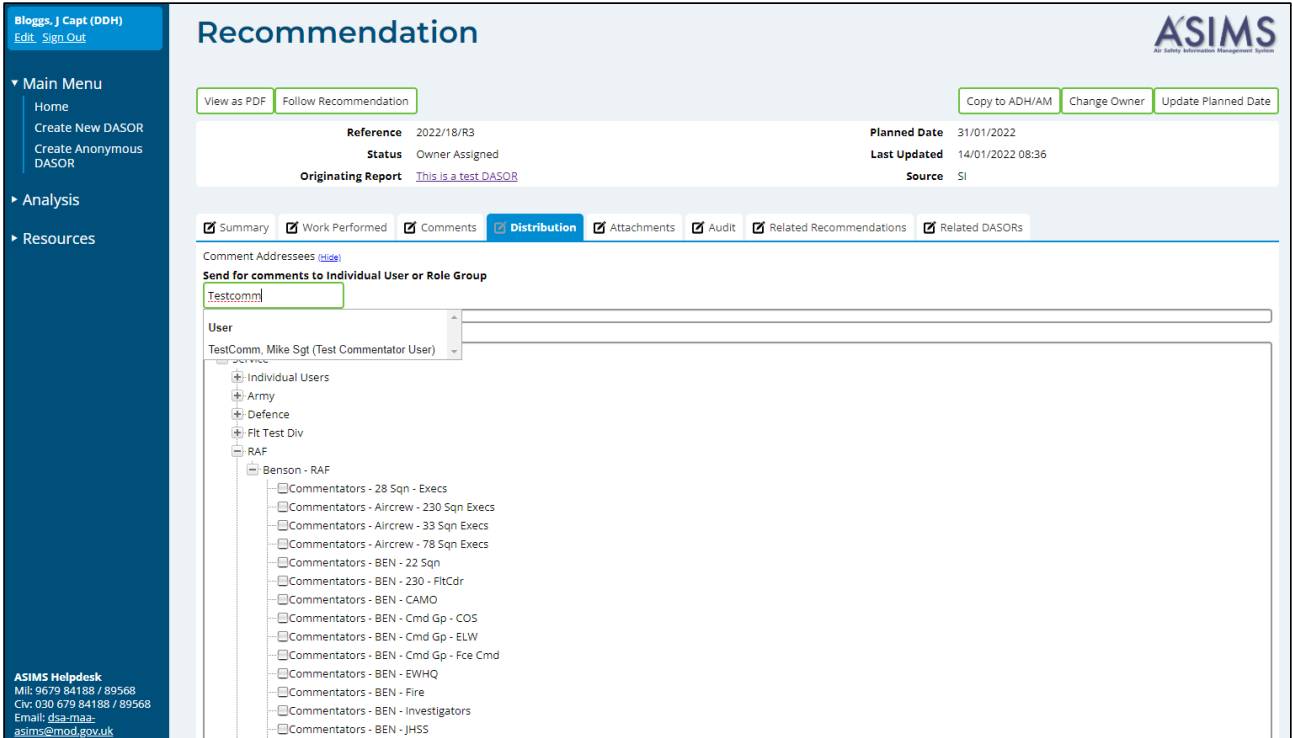 Bloggs, J Capt (DDH)
Edit Sign Out
Main Menu
Home
Create New DASOR
Create Anonymous
DASOR
Analysis
Resources
ASIMS Helpdesk
Mil: 9679 84188 / 89568
Civ: 030 679 84188 / 89568
Email: dsa-maa-
asims@mod.gov.uk
Recommendation
ASIMS
Air Safety Information Management System
View as PDF Follow Recommendation Copy to ADH/AM Change Owner Update Planned Date
Reference 2022/18/R3 Planned Date 31/01/2022
Status Owner Assigned Last Updated 14/01/2022 08:36
Originating Report This is a test DASOR Source SI
Summary Work Performed Comments Distribution Attachments Audit Related Recommendations Related DASORs
Comment Addressees (Hide)
Send for comments to Individual User or Role Group
Testcomm
User
TestComm, Mike Sgt (Test Commentator User)
Service
Individual Users
Army
Defence
Flt Test Div
RAF
Benson - RAF
Commentators - 28 Sqn - Execs
Commentators - Aircrew - 230 Sqn Execs
Commentators - Aircrew - 33 Sqn Execs
Commentators - Aircrew - 78 Sqn Execs
Commentators - BEN - 22 Sqn
Commentators - BEN - 230 - FltCdr
Commentators - BEN - CAMO
Commentators - BEN - Cmd Gp - COS
Commentators - BEN - Cmd Gp - ELW
Commentators - BEN - Cmd Gp - Fce Cmd
Commentators - BEN - EWHQ
Commentators - BEN - Fire
Commentators - BEN - Investigators
Commentators - BEN - JHSS